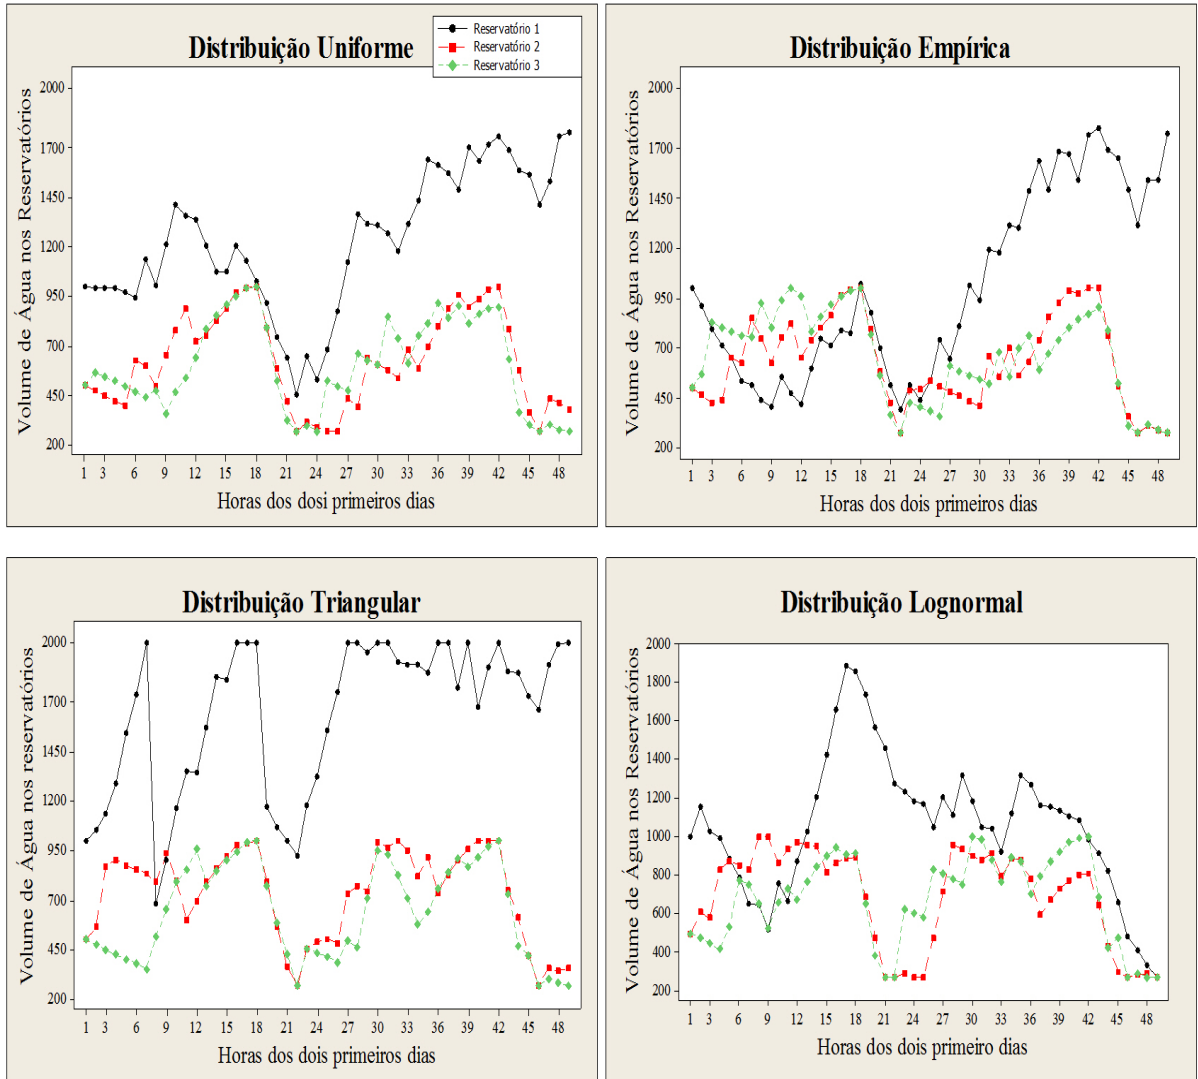 Distribuição Uniforme
Reservatório 1
Reservatório 2
Reservatório 3
Volume de Água nos Reservatórios
2000
1700
1450
1200
950
700
450
200
1 3 6 9 12 15 18 21 24 27 30 33 36 39 42 45 48
Horas dos dosi primeiros dias
Distribuição Empírica
Volume de Água nos Reservatórios
2000
1700
1450
1200
950
700
450
200
1 3 6 9 12 15 18 21 24 27 30 33 36 39 42 45 48
Horas dos dois primeiros dias
Distribuição Triangular
Volume de Água nos reservatórios
2000
1700
1450
1200
950
700
450
200
1 3 6 9 12 15 18 21 24 27 30 33 36 39 42 45 48
Horas dos dois primeiros dias
Distribuição Lognormal
Volume de Água nos Reservatórios
2000
1800
1600
1400
1200
1000
800
600
400
200
1 3 6 9 12 15 18 21 24 27 30 33 36 39 42 45 48
Horas dos dois primeiro dias